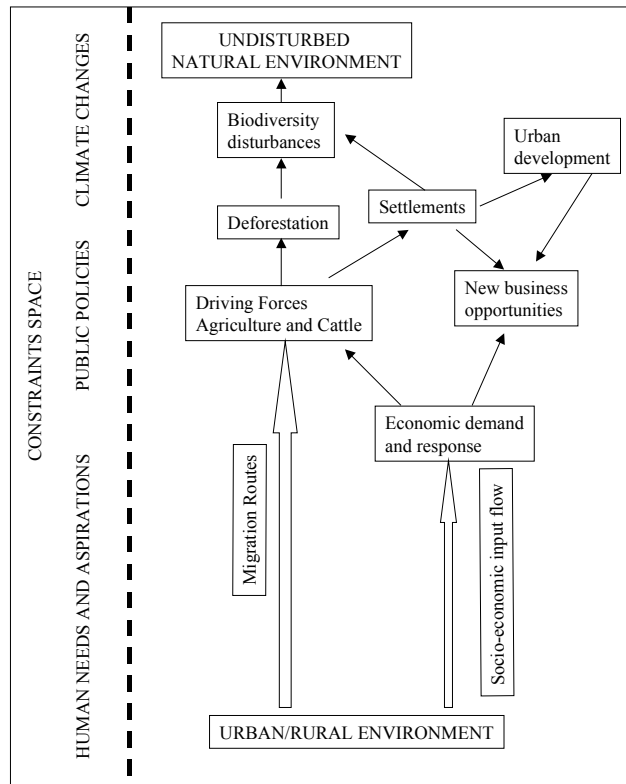 UNDISTURBED
NATURAL ENVIRONMENT
Biodiversity
disturbances
Urban
development
Settlements
Deforestation
Driving Forces
Agriculture and Cattle
New business
opportunities
Economic demand
and response
Migration Routes
Socio-economic input flow
URBAN/RURAL ENVIRONMENT
CONSTRAINTS SPACE
CLIMATE CHANGES
PUBLIC POLICIES
HUMAN NEEDS AND ASPIRATIONS